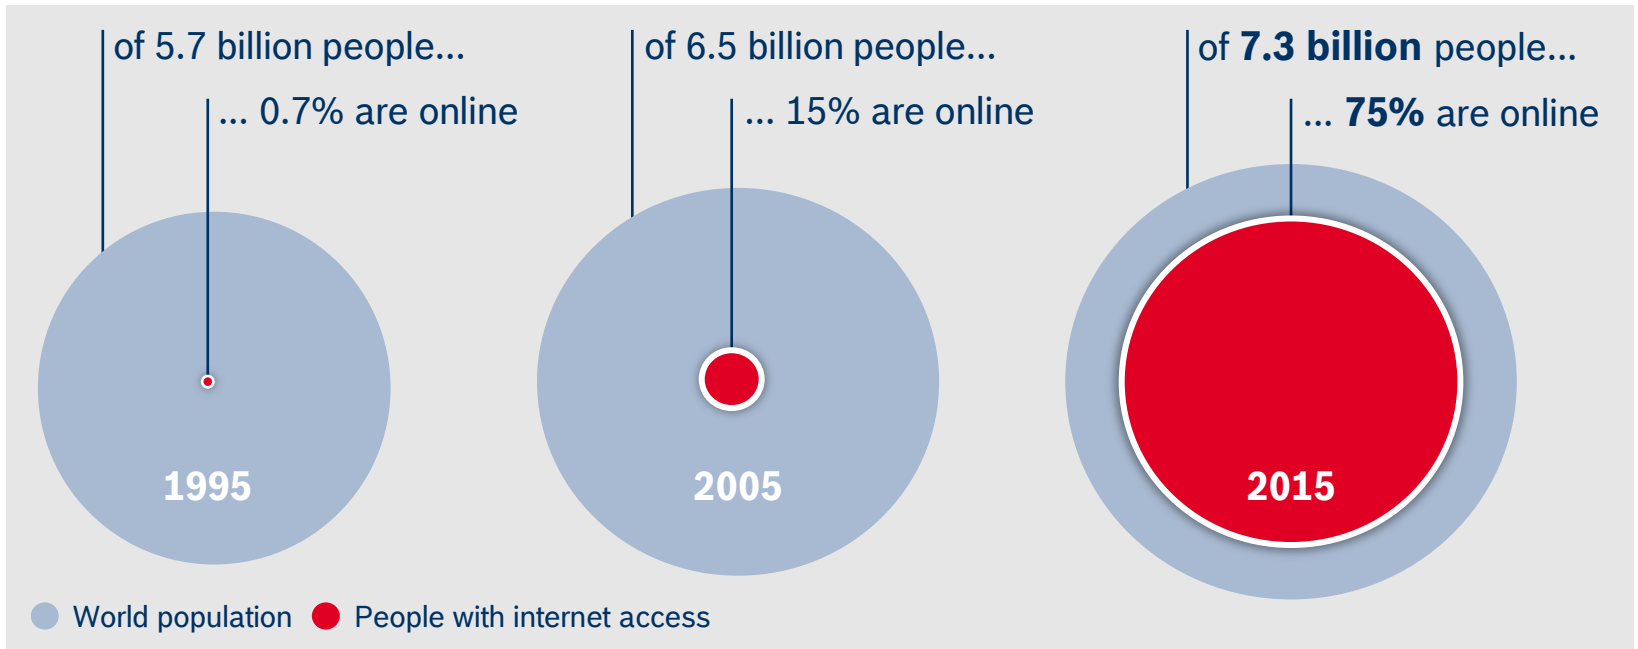 of 5.7 billion people...
... 0.7% are online
1995
of 6.5 billion people...
... 15% are online
2005
of 7.3 billion people...
... 75% are online
2015
World population
People with internet access